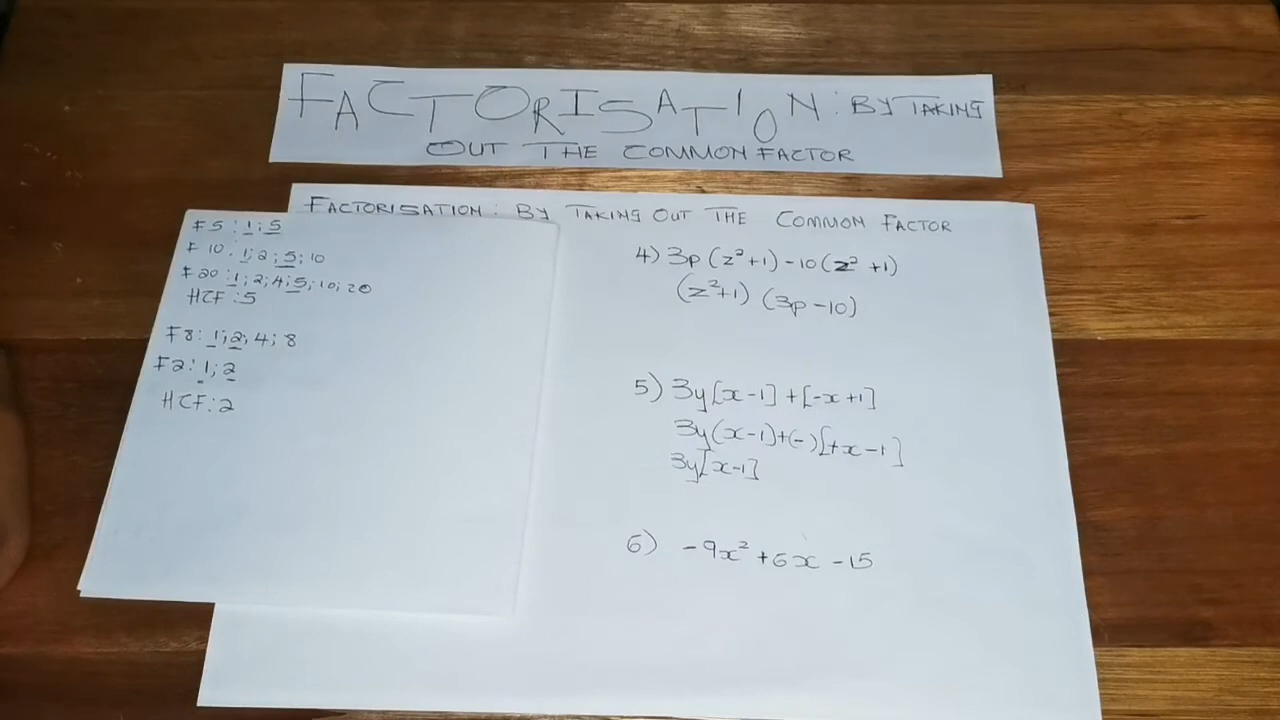 FACTORISATION: BY TAKING
OUT THE COMMON FACTOR
FACTORISATION: BY TAKING OUT THE COMMON FACTOR
F5: 1; 5
F10: 1; 2; 5; 10
F20: 1; 2; 4; 5; 10; 20
HCF: 5
F8: 1; 2; 4; 8
F2: 1; 2
HCF: 2
4) 3p(z²+1) - 10(z²+1)
(z²+1) (3p-10)
5) 3y[x-1] + [-x+1]
3y(x-1)+(-)[+x-1]
3y[x-1]
6) -9x² + 6x - 15